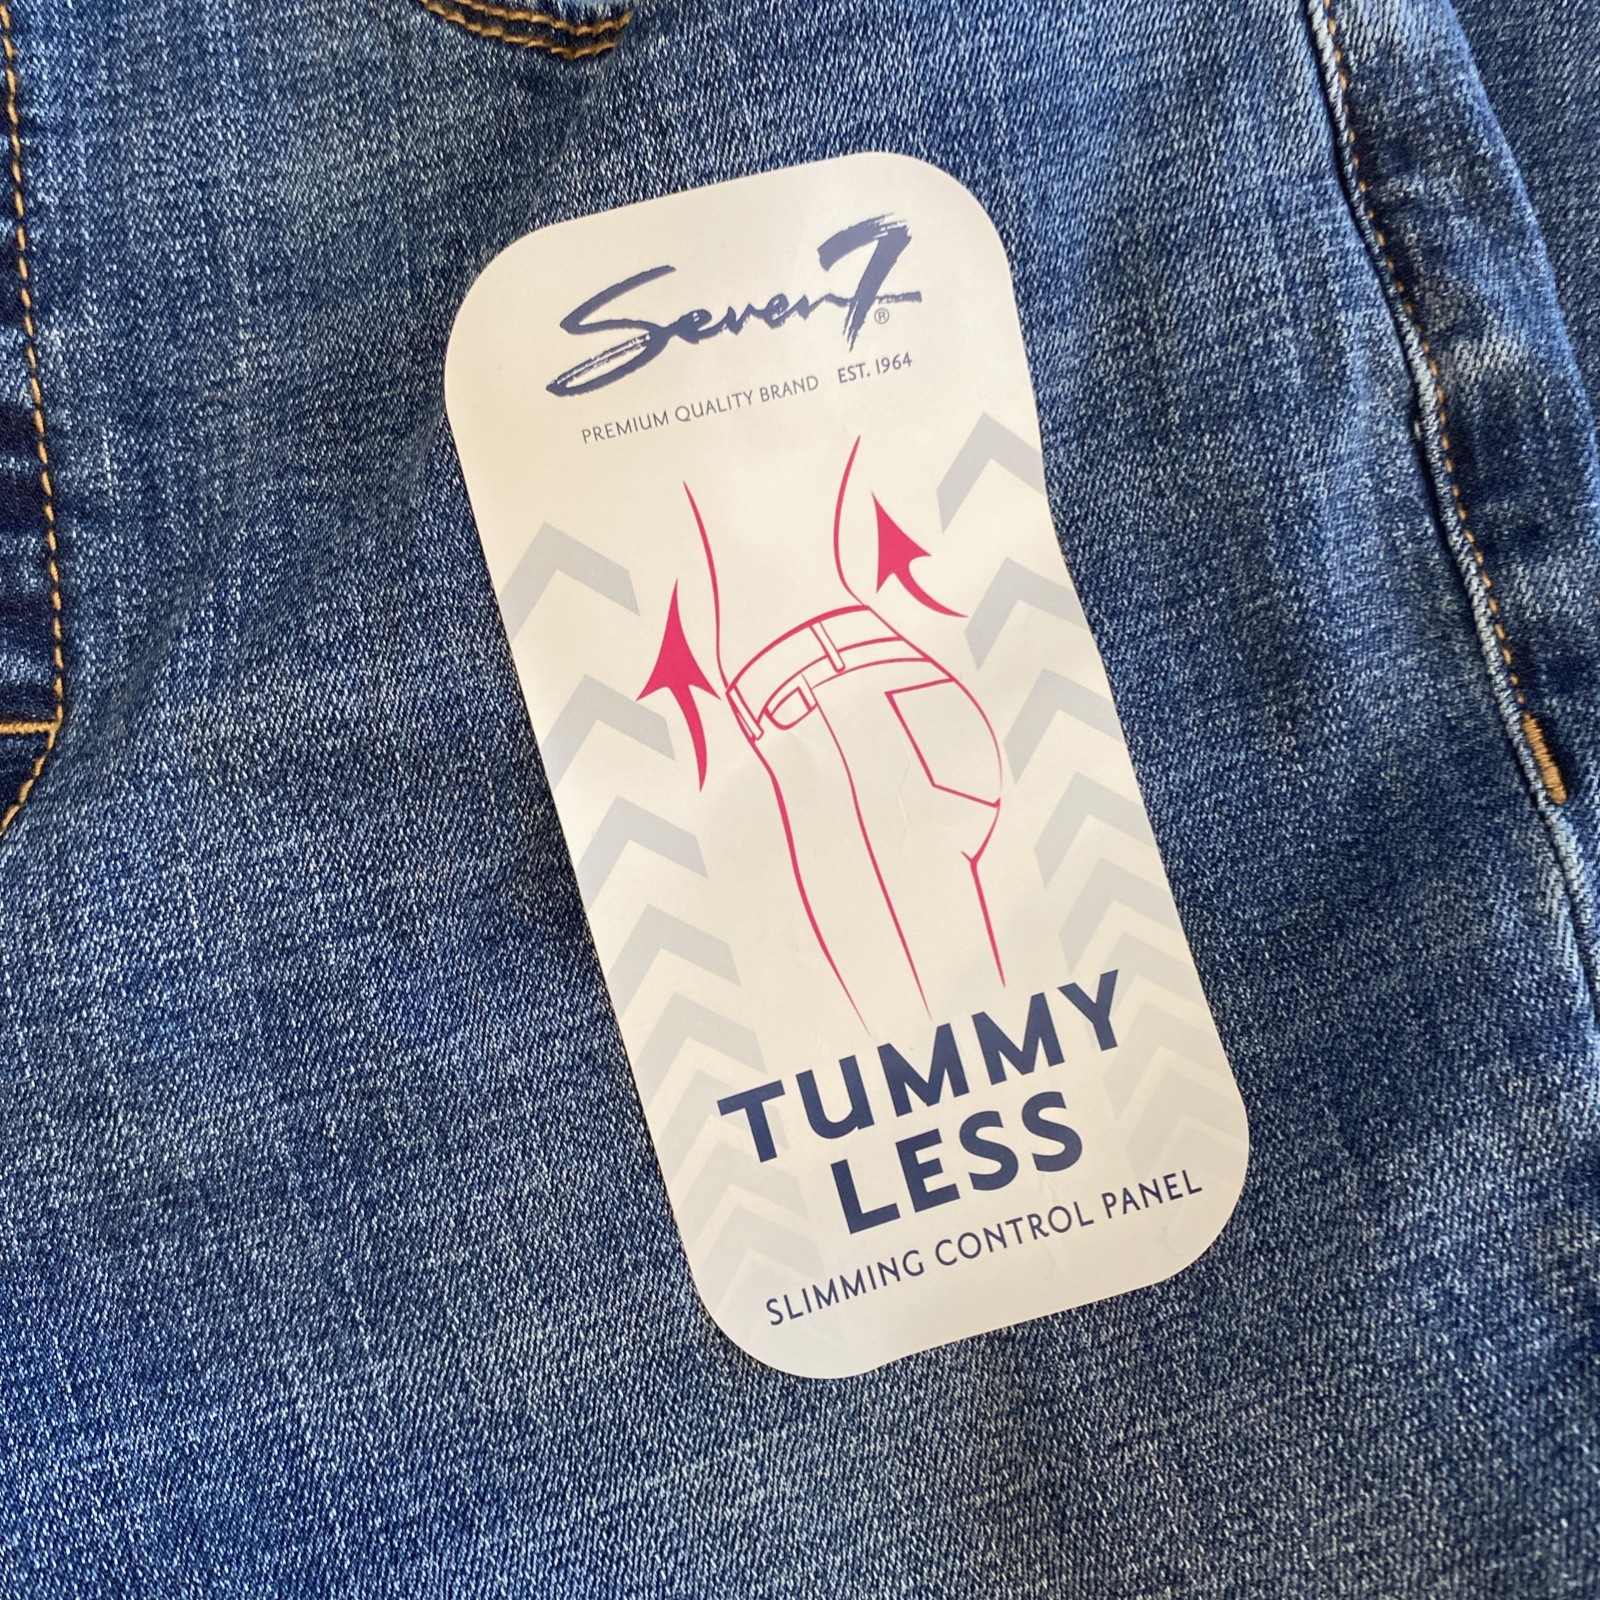 Seven7®
PREMIUM QUALITY BRAND EST. 1964
TUMMY
LESS
SLIMMING CONTROL PANEL